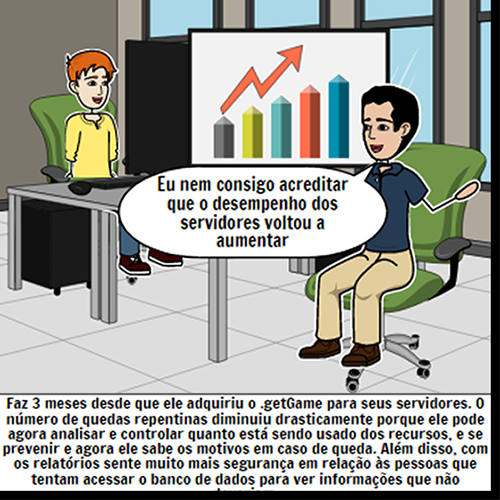 Eu nem consigo acreditar
que o desempenho dos
servidores voltou a
aumentar
Faz 3 meses desde que ele adquiriu o .getGame para seus servidores. O
número de quedas repentinas diminuiu drasticamente porque ele pode
agora analisar e controlar quanto está sendo usado dos recursos, e se
prevenir e agora ele sabe os motivos em caso de queda. Além disso, com
os relatórios sente muito mais segurança em relação às pessoas que
tentam acessar o banco de dados para ver informações que não